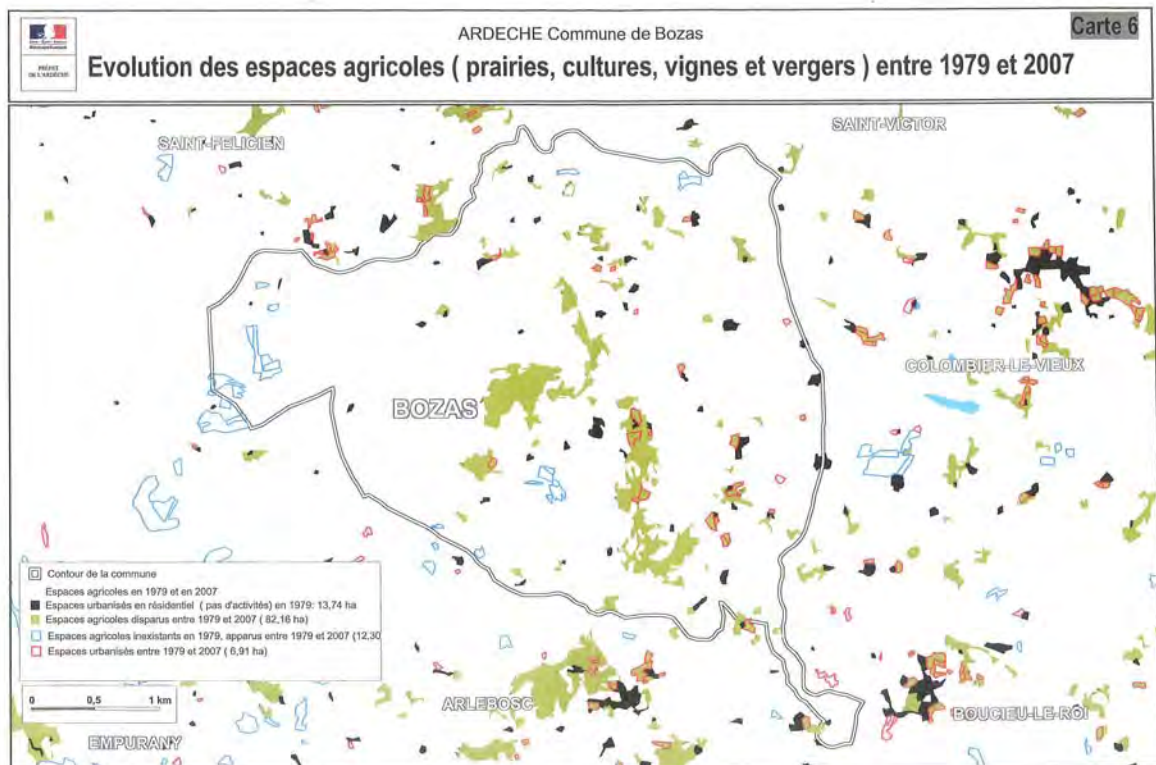 ARDECHE Commune de Bozas
Carte 6
PRÉFET
DE L'ARDÈCHE
Evolution des espaces agricoles ( prairies, cultures, vignes et vergers ) entre 1979 et 2007
SAINT-FELICIEN
SAINT-VICTOR
COLOMBIER-LE-VIEUX
BOZAS
Contour de la commune
Espaces agricoles en 1979 et en 2007
Espaces urbanisés en résidentiel ( pas d'activités) en 1979: 13,74 ha
Espaces agricoles disparus entre 1979 et 2007 ( 82,16 ha)
Espaces agricoles inexistants en 1979, apparus entre 1979 et 2007 (12,30
Espaces urbanisés entre 1979 et 2007 ( 6,91 ha)
0 0,5 1 km
ARLEBOSC
BOUCIEU-LE-ROI
EMPURANY